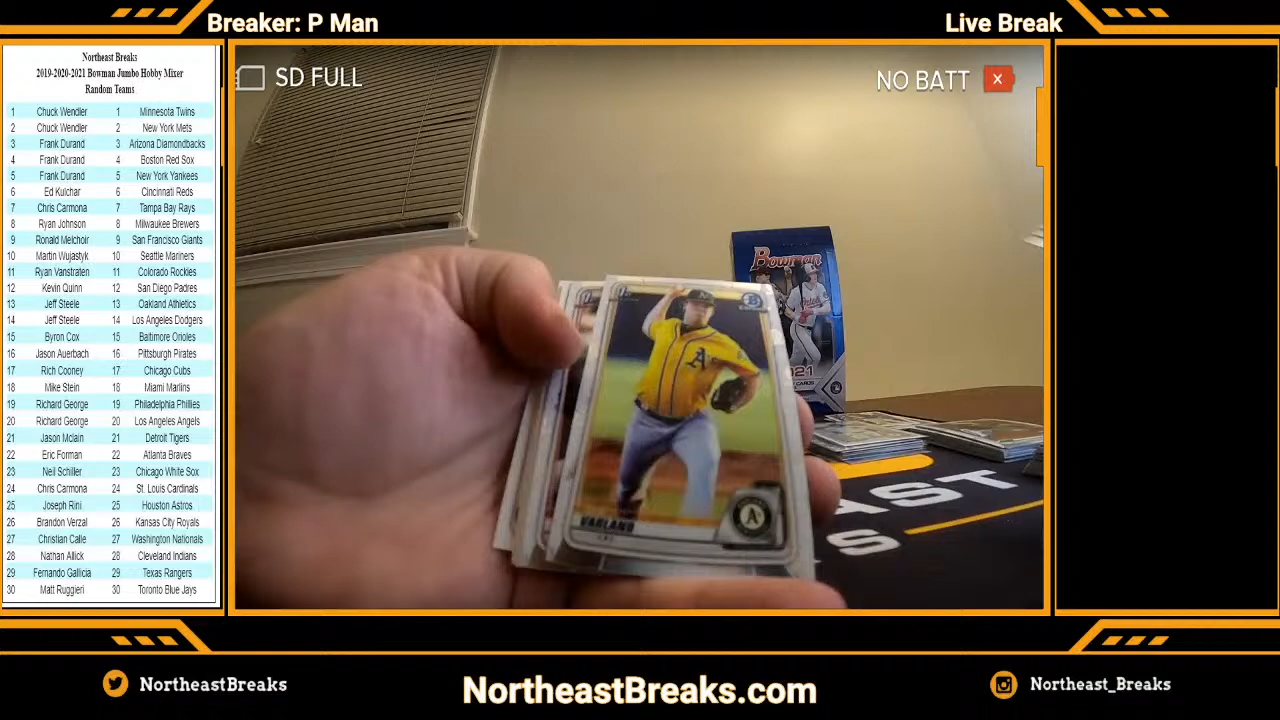 Breaker: P Man
Live Break
Northeast Breaks
2019-2020-2021 Bowman Jumbo Hobby Mixer
Random Teams
1 Chuck Wendler 1 Minnesota Twins
2 Chuck Wendler 2 New York Mets
3 Frank Durand 3 Arizona Diamondbacks
4 Frank Durand 4 Boston Red Sox
5 Frank Durand 5 New York Yankees
6 Ed Kulchar 6 Cincinnati Reds
7 Chris Carmona 7 Tampa Bay Rays
8 Ryan Johnson 8 Milwaukee Brewers
9 Ronald Melchoir 9 San Francisco Giants
10 Martin Wujastyk 10 Seattle Mariners
11 Ryan Vanstraten 11 Colorado Rockies
12 Kevin Quinn 12 San Diego Padres
13 Jeff Steele 13 Oakland Athletics
14 Jeff Steele 14 Los Angeles Dodgers
15 Byron Cox 15 Baltimore Orioles
16 Jason Auerbach 16 Pittsburgh Pirates
17 Rich Cooney 17 Chicago Cubs
18 Mike Stein 18 Miami Marlins
19 Richard George 19 Philadelphia Phillies
20 Richard George 20 Los Angeles Angels
21 Jason Mclain 21 Detroit Tigers
22 Eric Forman 22 Atlanta Braves
23 Neil Schiller 23 Chicago White Sox
24 Chris Carmona 24 St. Louis Cardinals
25 Joseph Rini 25 Houston Astros
26 Brandon Verzal 26 Kansas City Royals
27 Christian Calle 27 Washington Nationals
28 Nathan Allick 28 Cleveland Indians
29 Fernando Gallicia 29 Texas Rangers
30 Matt Ruggieri 30 Toronto Blue Jays
SD FULL
NO BATT
Bowman
A's
VARLAND
A's
AST
S
NortheastBreaks
NortheastBreaks.com
Northeast_Breaks